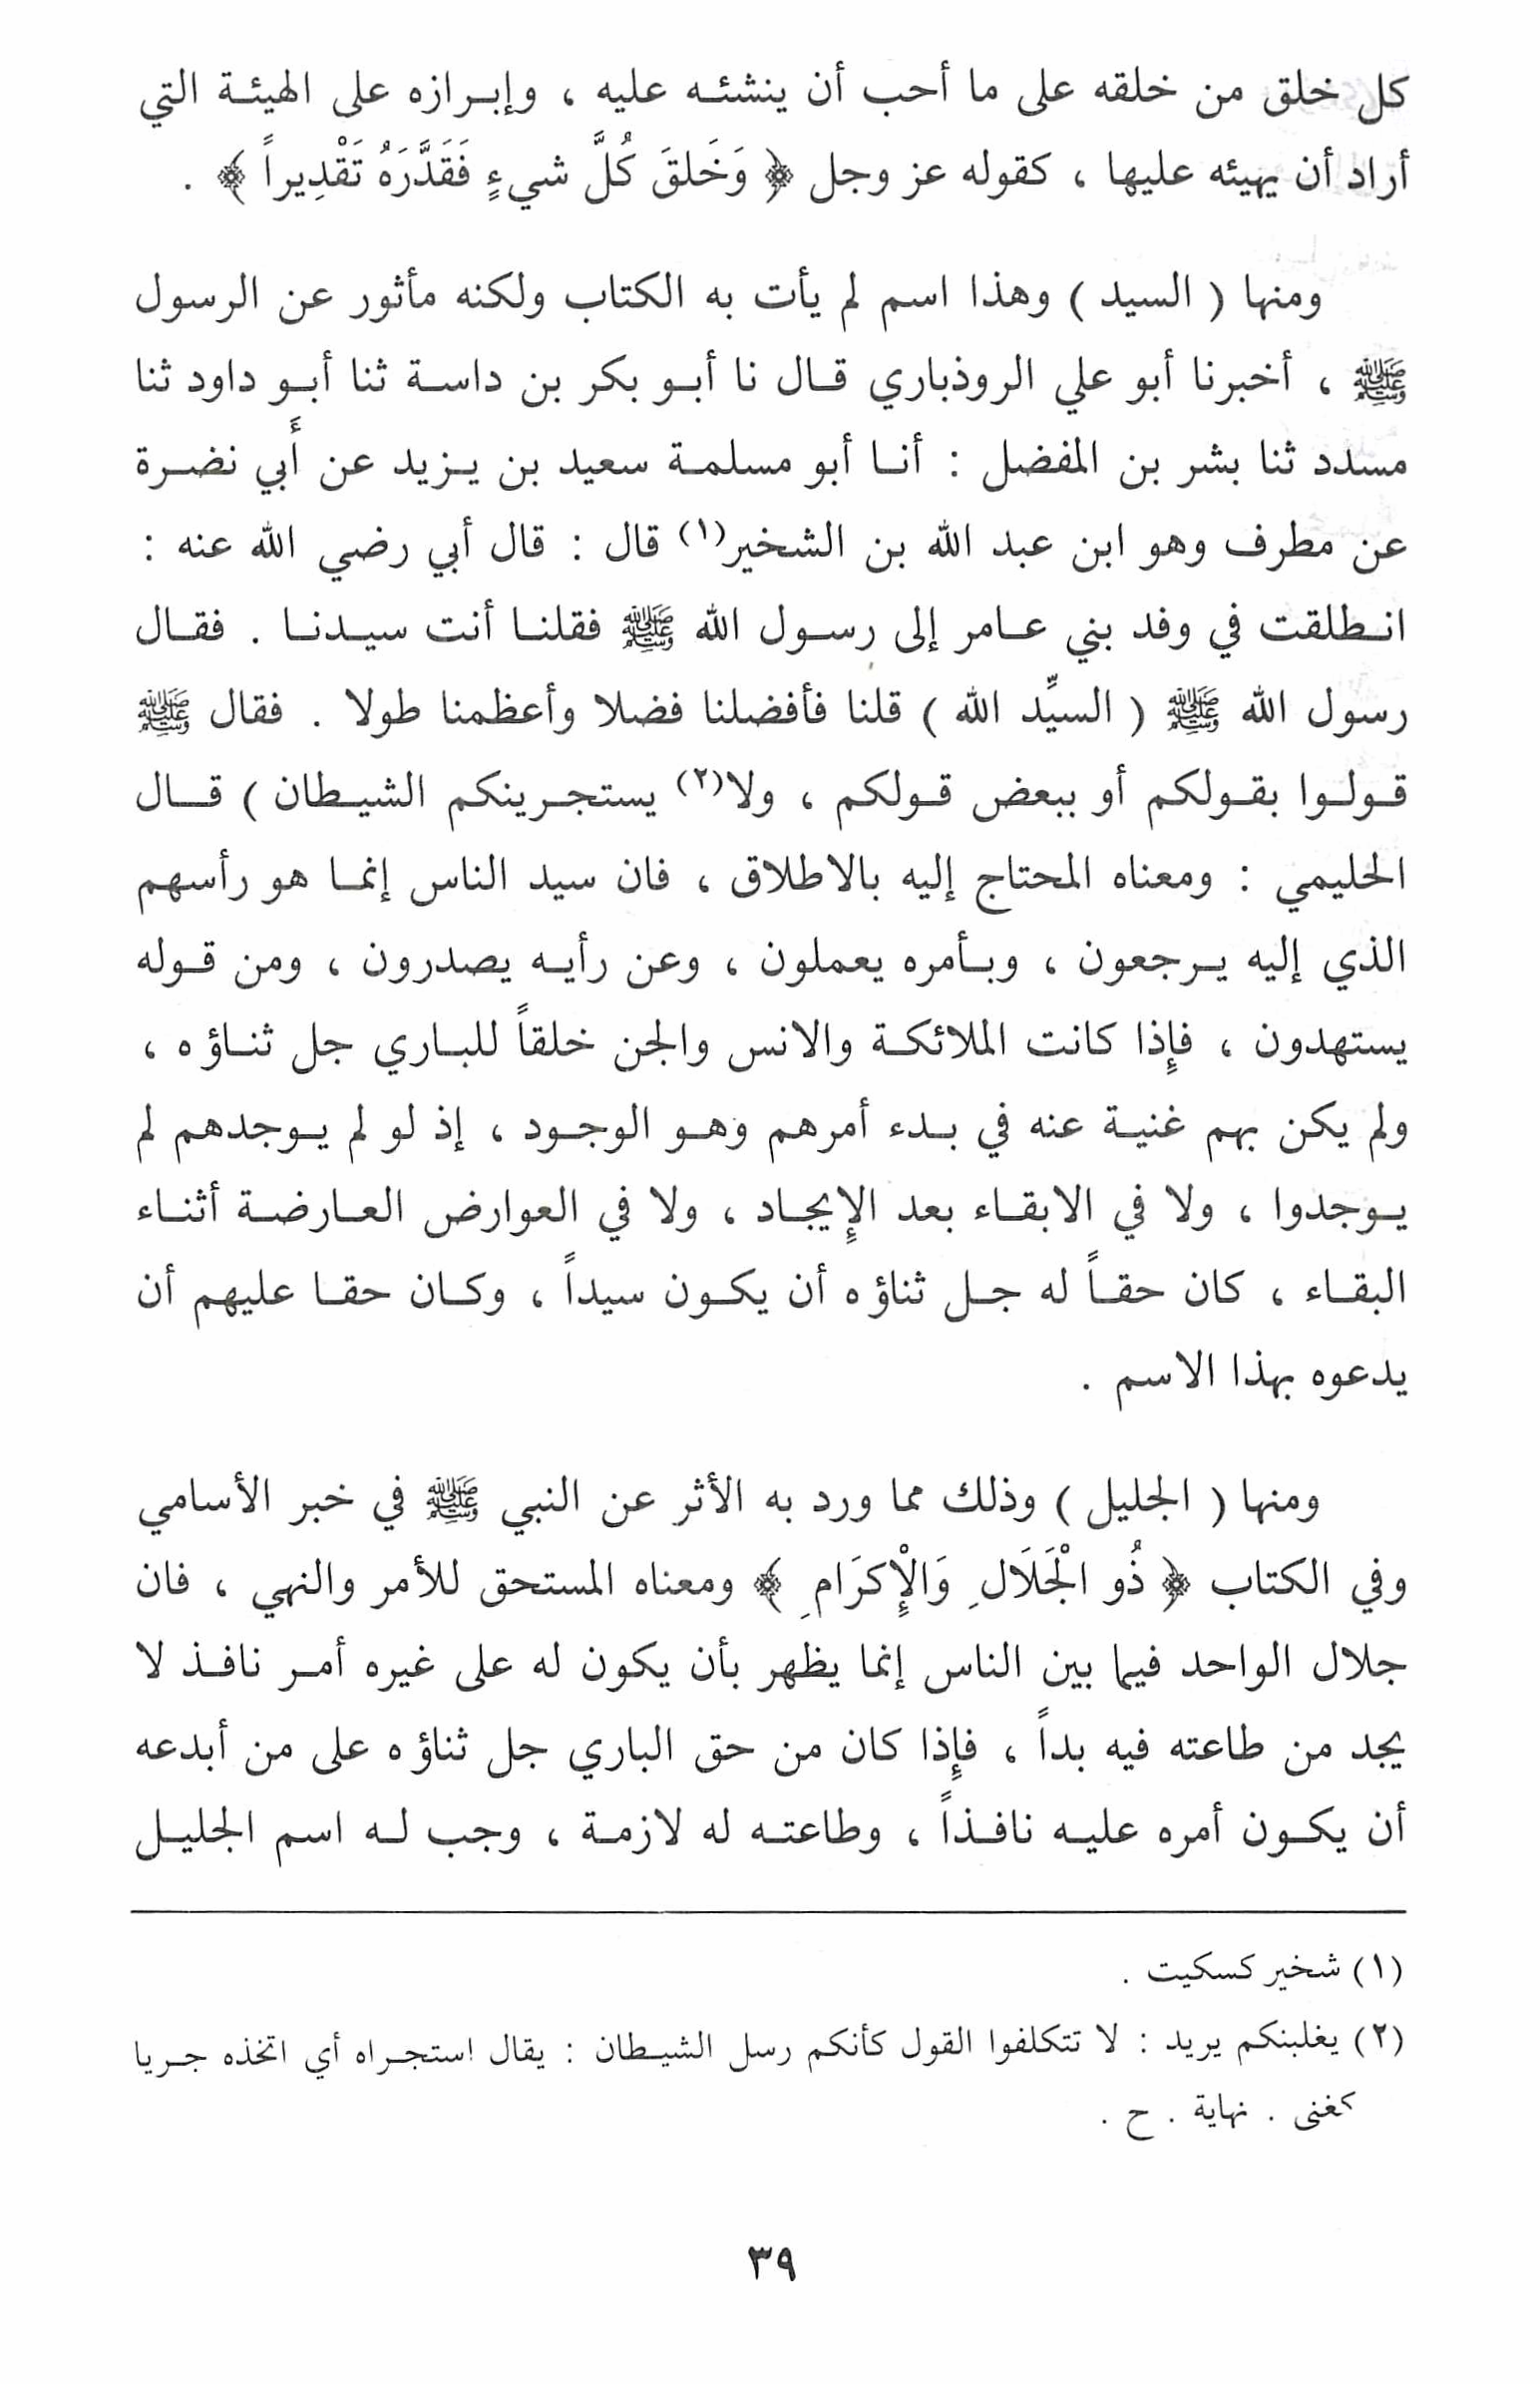 كل خلق من خلقه على ما أحب أن ينشئه عليه ، وإبرازه على الهيئة التي
أراد أن يهيئه عليها ، كقوله عز وجل ﴿ وَخَلقَ كُلَّ شيءٍ فَقَدَّرَهُ تَقْدِيراً ﴾ .
ومنها ( السيد ) وهذا اسم لم يأت به الكتاب ولكنه مأثور عن الرسول
ﷺ ، أخبرنا أبو علي الروذباري قال نا أبو بكر بن داسة ثنا أبو داود ثنا
مسدد ثنا بشر بن المفضل : أنا أبو مسلمة سعيد بن يزيد عن أَبي نضرة
عن مطرف وهو ابن عبد الله بن الشخير(١) قال : قال أبي رضي الله عنه :
انطلقت في وفد بني عامر إلى رسول الله ﷺ فقلنا أنت سيدنا . فقال
رسول الله ﷺ ( السيِّد الله ) قلنا فأفضلنا فضلا وأعظمنا طولا . فقال ﷺ
قولوا بقولكم أو ببعض قولكم ، ولا(٢) يستجرينكم الشيطان ) قال
الحليمي : ومعناه المحتاج إليه بالاطلاق ، فان سيد الناس إنما هو رأسهم
الذي إليه يرجعون ، وبأمره يعملون ، وعن رأيه يصدرون ، ومن قوله
يستهدون ، فإِذا كانت الملائكة والانس والجن خلقاً للباري جل ثناؤه ،
ولم يكن بهم غنية عنه في بدء أمرهم وهو الوجود ، إذ لو لم يوجدهم لم
يوجدوا ، ولا في الابقاء بعد الإِيجاد ، ولا في العوارض العارضة أثناء
البقاء ، كان حقاً له جل ثناؤه أن يكون سيداً ، وكان حقا عليهم أن
يدعوه بهذا الاسم .
ومنها ( الجليل ) وذلك مما ورد به الأثر عن النبي ﷺ في خبر الأسامي
وفي الكتاب ﴿ ذُو الْجَلَالِ وَالْإِكرَامِ ﴾ ومعناه المستحق للأمر والنهي ، فان
جلال الواحد فيما بين الناس إنما يظهر بأن يكون له على غيره أمر نافذ لا
يجد من طاعته فيه بداً ، فإِذا كان من حق الباري جل ثناؤه على من أبدعه
أن يكون أمره عليه نافذاً ، وطاعته له لازمة ، وجب له اسم الجليل
(١) شخير كسكيت .
(٢) يغلبنكم يريد : لا تتكلفوا القول كأنكم رسل الشيطان : يقال استجراه أي اتخذه جريا
كغنى . نهاية . ح .
٣٩